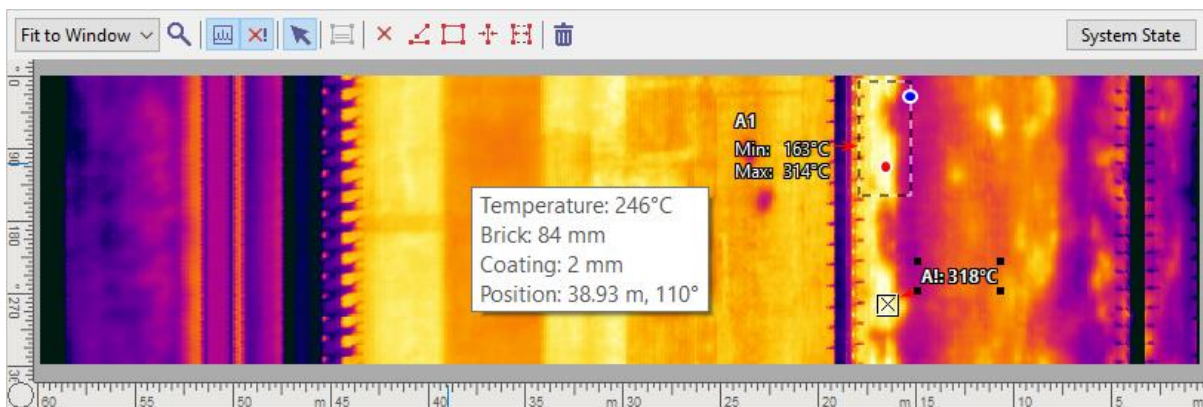 Fit to Window
System State
0
90
180
270
36
°
°
A1
Min: 163°C
Max: 314°C
Temperature: 246°C
Brick: 84 mm
Coating: 2 mm
Position: 38.93 m, 110°
A!: 318°C
60 55 50 m 45 40 m 30 25 20 m 15 10 5 m